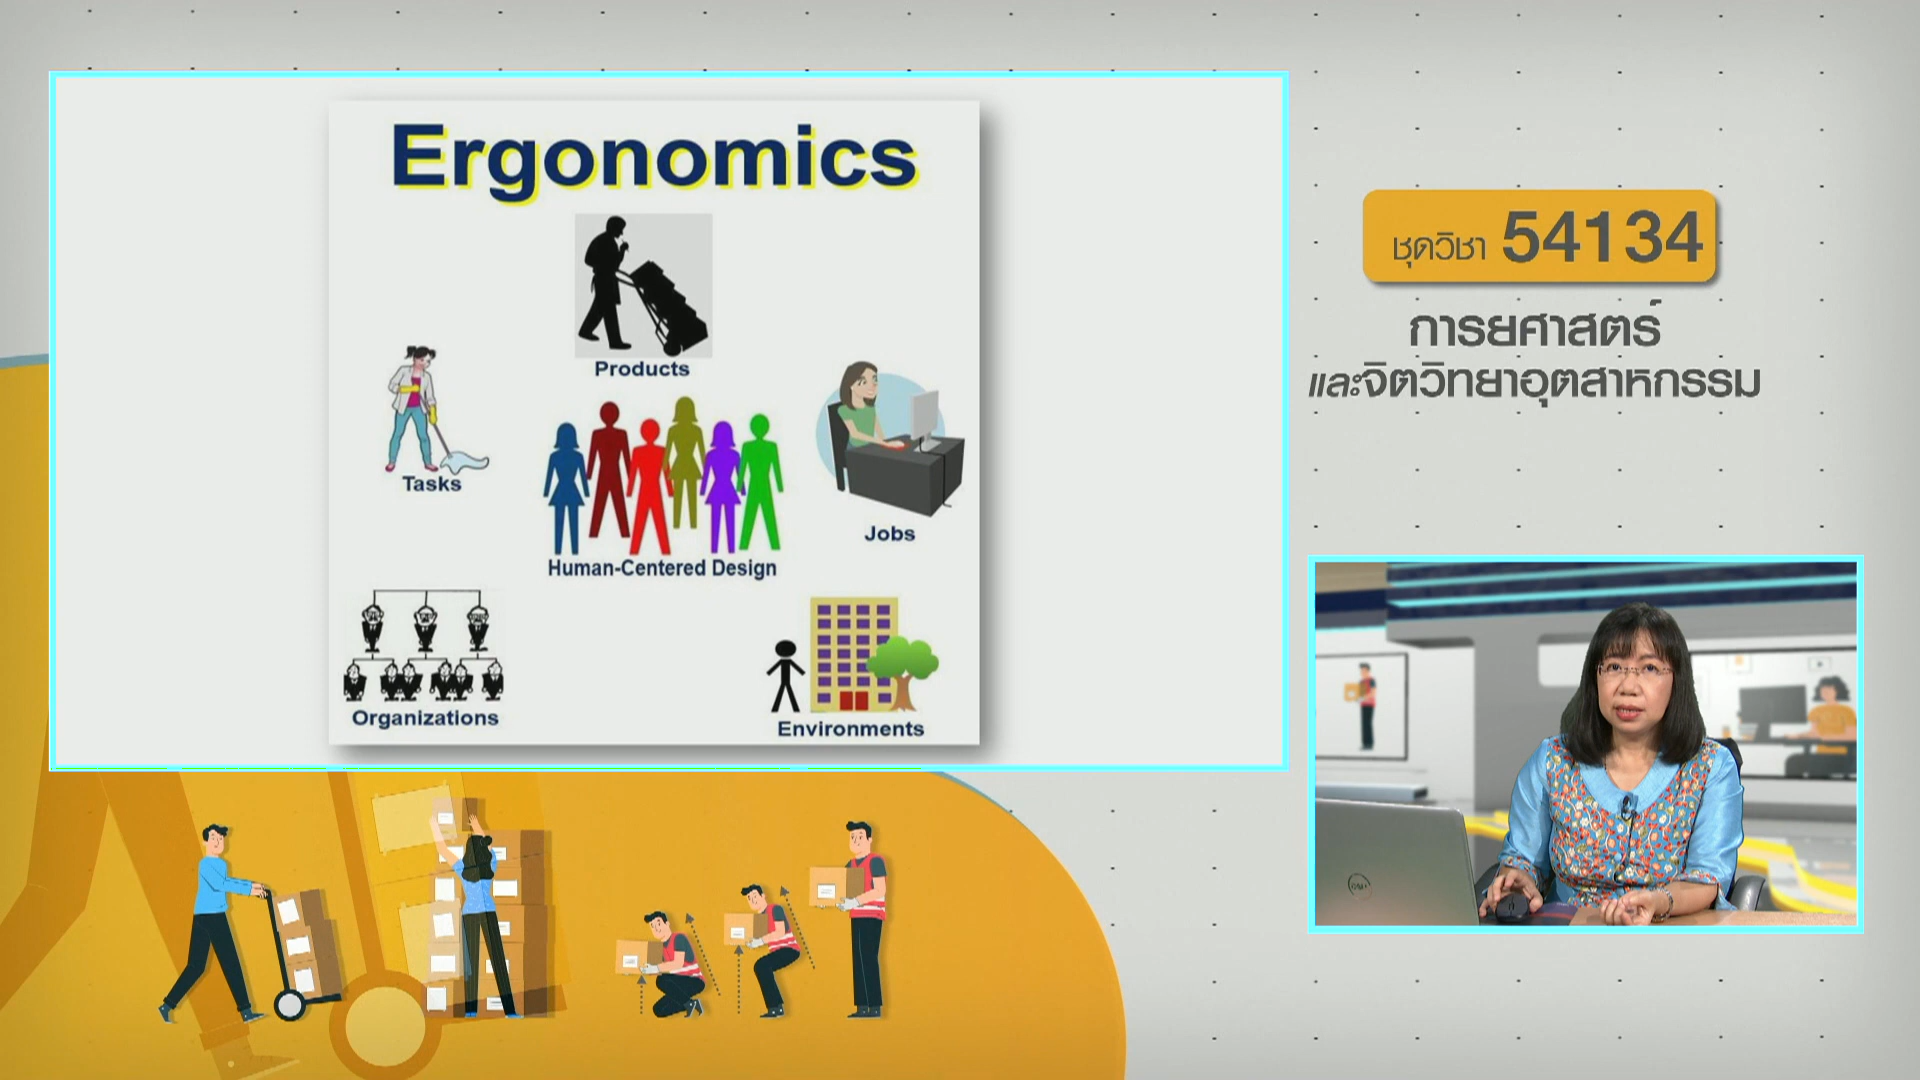 Ergonomics
Products
Tasks
Jobs
Human-Centered Design
Organizations
Environments
ชุดวิชา 54134
การยศาสตร์
และจิตวิทยาอุตสาหกรรม
DELL